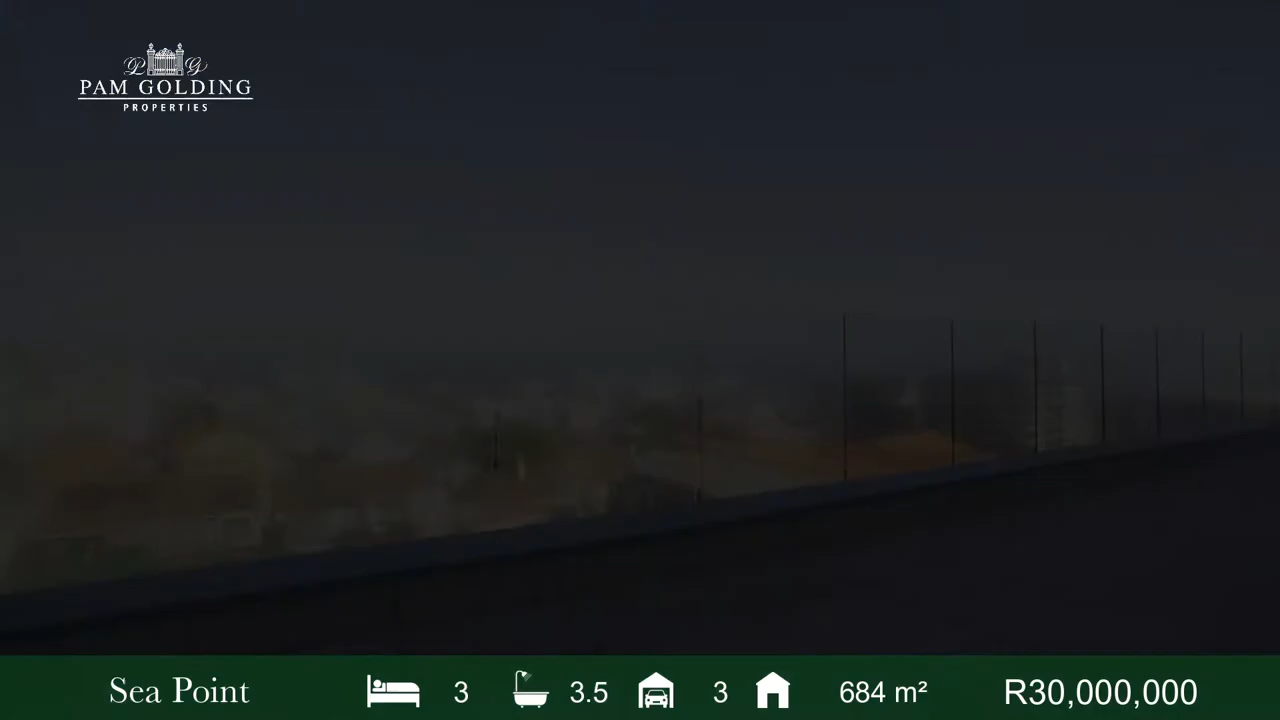 P G
PAM GOLDING
PROPERTIES
Sea Point 3 3.5 3 684 m² R30,000,000